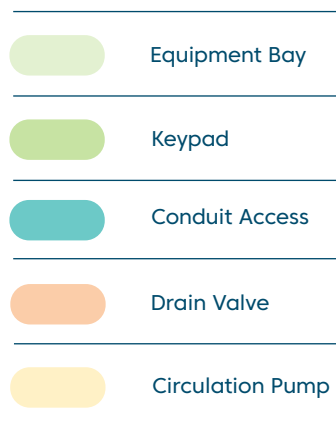 Equipment Bay
Keypad
Conduit Access
Drain Valve
Circulation Pump